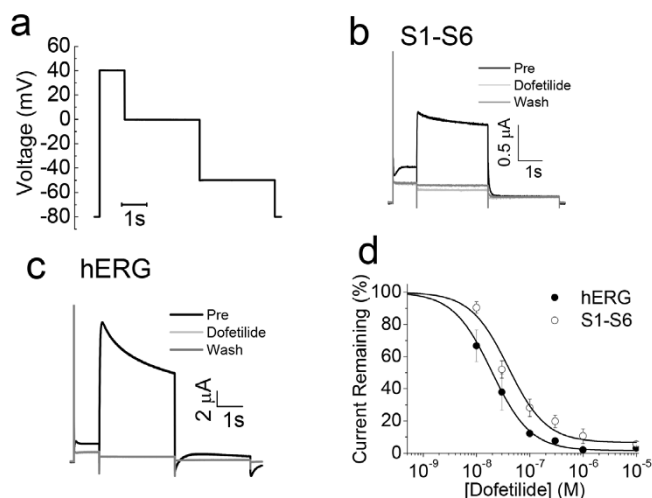 a
Voltage (mV)
60
40
20
0
-20
-40
-60
-80
1s
b
S1-S6
Pre
Dofetilide
Wash
0.5 μA
1s
c
hERG
Pre
Dofetilide
Wash
2 μA
1s
d
Current Remaining (%)
100
80
60
40
20
0
hERG
S1-S6
10⁻⁹
10⁻⁸
10⁻⁷
10⁻⁶
10⁻⁵
[Dofetilide] (M)